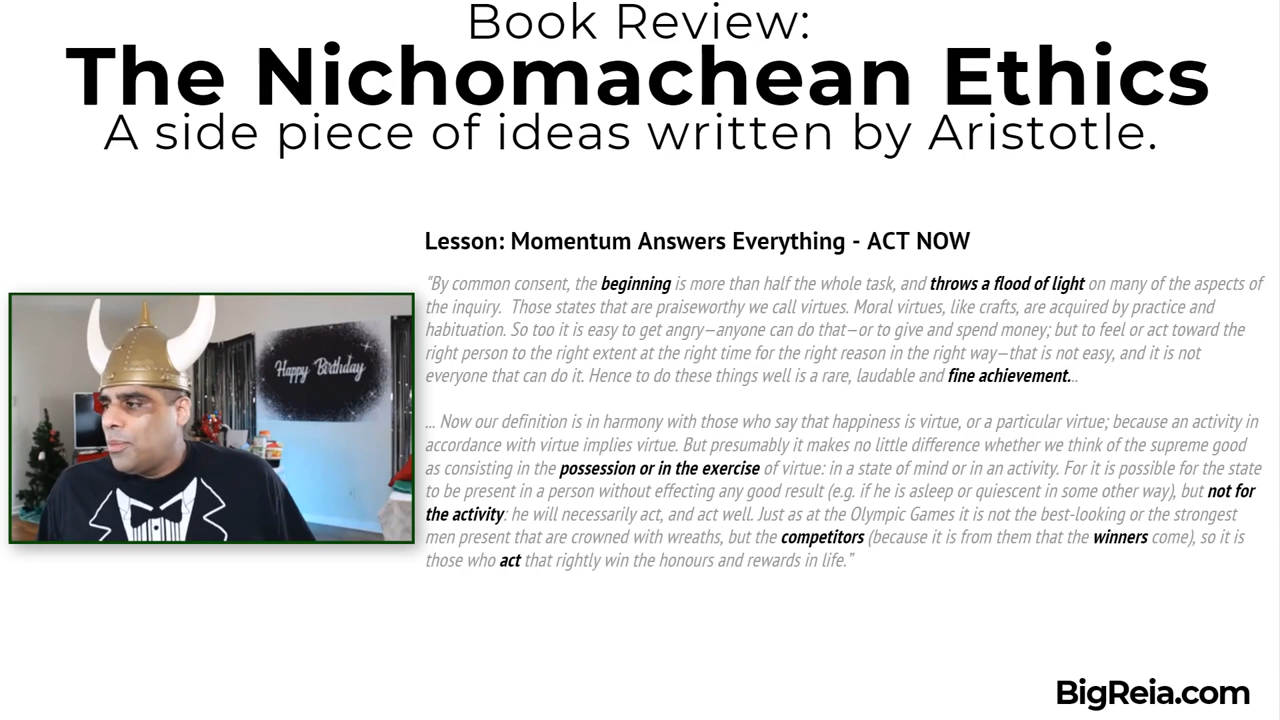 Book Review:
The Nichomachean Ethics
A side piece of ideas written by Aristotle.
Lesson: Momentum Answers Everything - ACT NOW
"By common consent, the beginning is more than half the whole task, and throws a flood of light on many of the aspects of
the inquiry.  Those states that are praiseworthy we call virtues. Moral virtues, like crafts, are acquired by practice and
habituation. So too it is easy to get angry—anyone can do that—or to give and spend money; but to feel or act toward the
right person to the right extent at the right time for the right reason in the right way—that is not easy, and it is not
everyone that can do it. Hence to do these things well is a rare, laudable and fine achievement...
... Now our definition is in harmony with those who say that happiness is virtue, or a particular virtue; because an activity in
accordance with virtue implies virtue. But presumably it makes no little difference whether we think of the supreme good
as consisting in the possession or in the exercise of virtue: in a state of mind or in an activity. For it is possible for the state
to be present in a person without effecting any good result (e.g. if he is asleep or quiescent in some other way), but not for
the activity: he will necessarily act, and act well. Just as at the Olympic Games it is not the best-looking or the strongest
men present that are crowned with wreaths, but the competitors (because it is from them that the winners come), so it is
those who act that rightly win the honours and rewards in life.”
Happy Birthday
BigReia.com